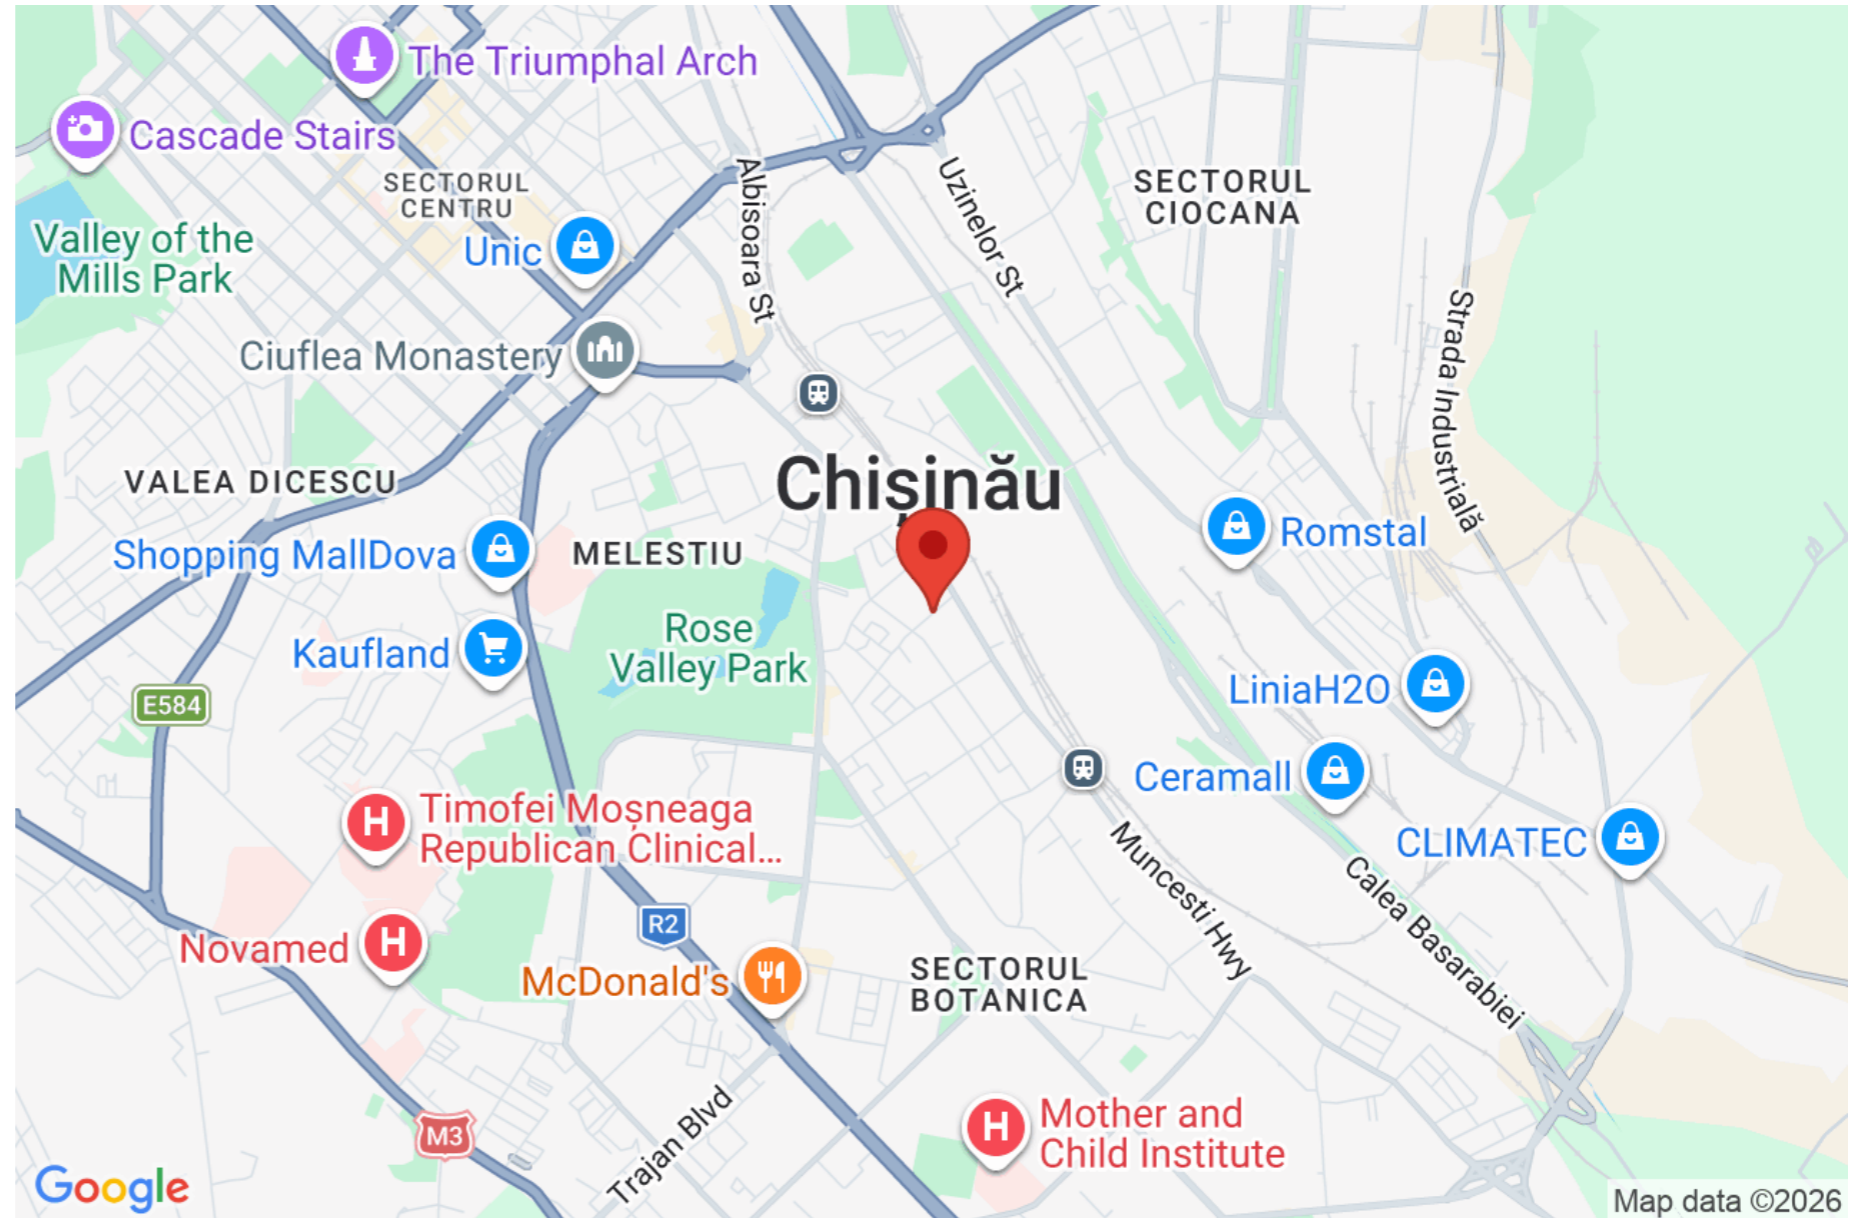 The Triumphal Arch
Cascade Stairs
SECTORUL
CENTRU
Albisoara St
Uzinelor St
SECTORUL
CIOCANA
Valley of the
Mills Park
Unic
Strada Industrială
Ciuflea Monastery
VALEA DICESCU
Chișinău
Shopping MallDova
MELESTIU
Romstal
Rose
Valley Park
Kaufland
E584
LiniaH2O
Ceramall
Timofei Moșneaga
Republican Clinical...
H
CLIMATEC
Muncesti Hwy
Calea Basarabiei
R2
Novamed
H
McDonald's
SECTORUL
BOTANICA
Trajan Blvd
M3
H
Mother and
Child Institute
Google
Map data ©2026